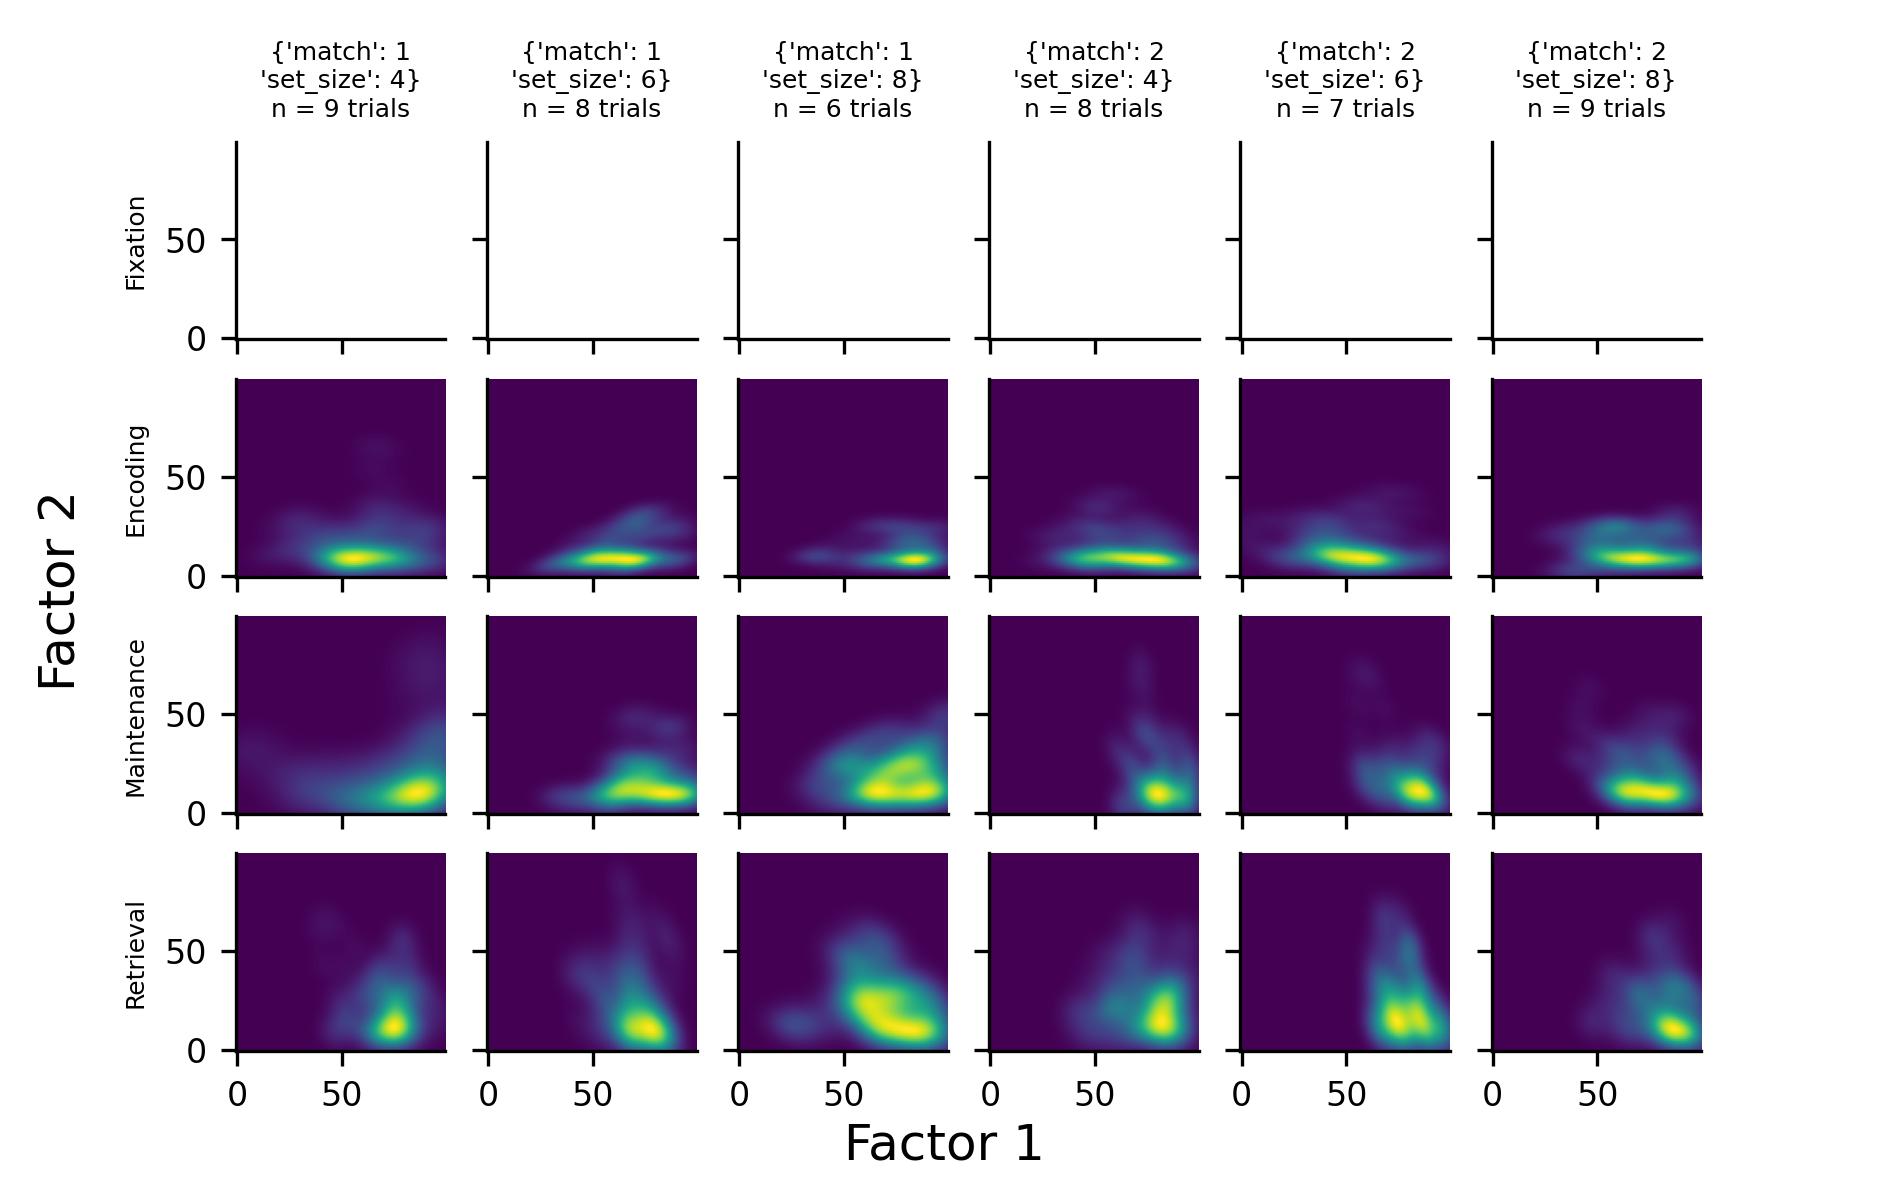 {'match': 1
'set_size': 4}
n = 9 trials
{'match': 1
'set_size': 6}
n = 8 trials
{'match': 1
'set_size': 8}
n = 6 trials
{'match': 2
'set_size': 4}
n = 8 trials
{'match': 2
'set_size': 6}
n = 7 trials
{'match': 2
'set_size': 8}
n = 9 trials
Factor 2
Fixation
50
0
Encoding
50
0
Maintenance
50
0
Retrieval
50
0
0 50 0 50 0 50 0 50 0 50 0 50
Factor 1